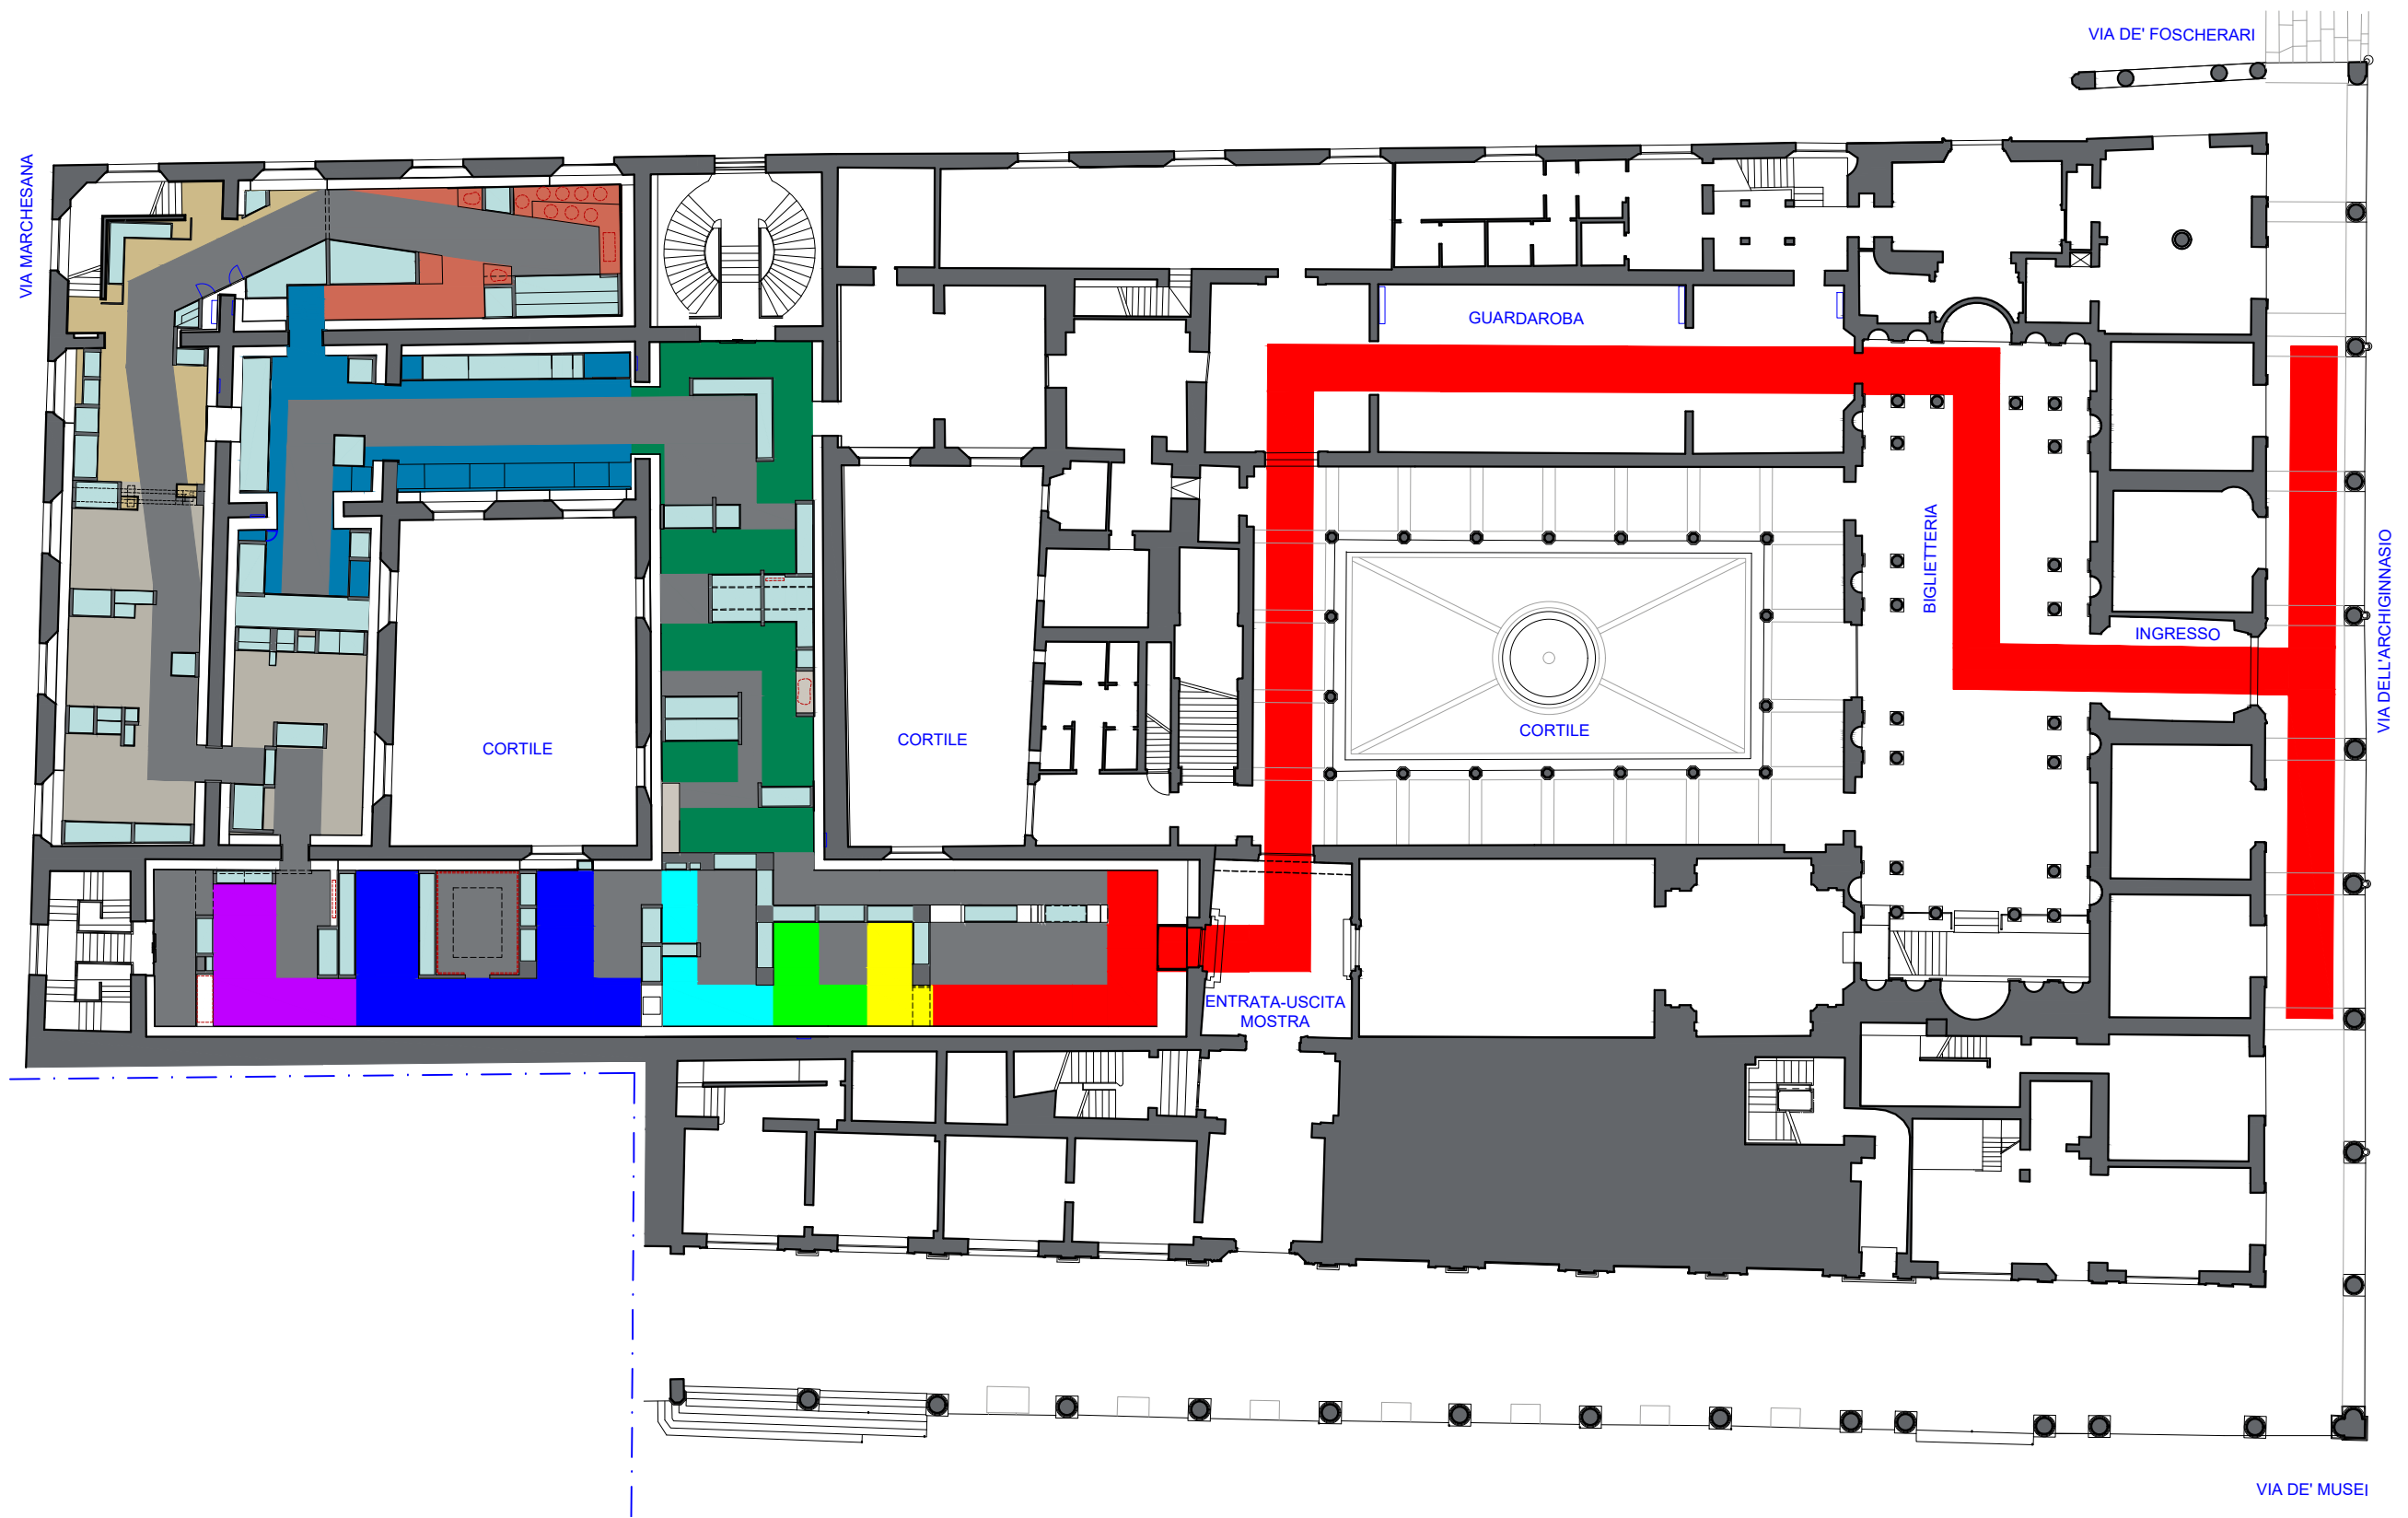 VIA DE' FOSCHERARI
VIA MARCHESANA
GUARDAROBA
BIGLIETTERIA
INGRESSO
VIA DELL'ARCHIGINNASIO
CORTILE
CORTILE
CORTILE
ENTRATA-USCITA
MOSTRA
VIA DE' MUSEI